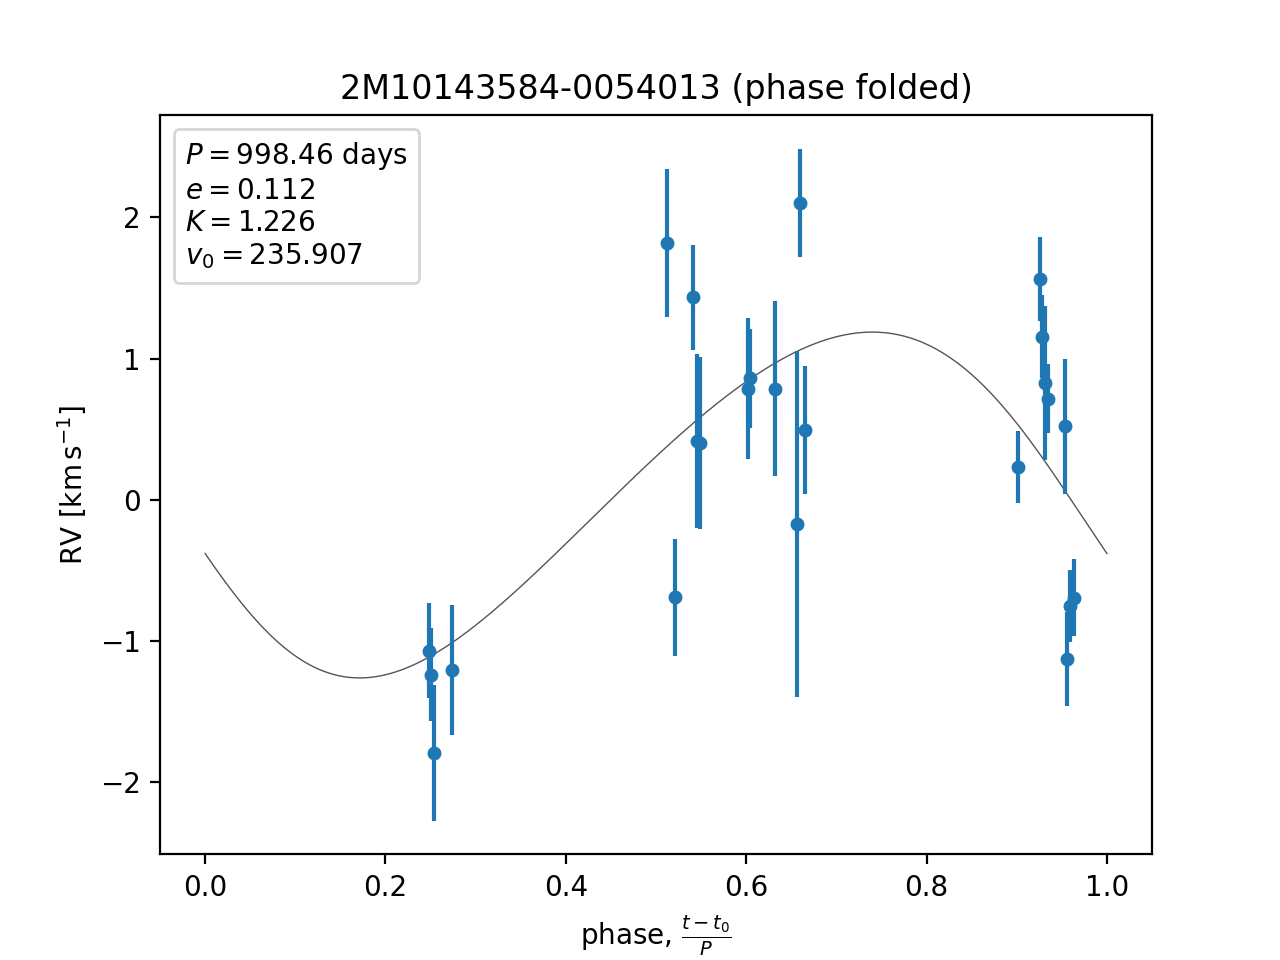 2M10143584-0054013 (phase folded)
P = 998.46 days
e = 0.112
K = 1.226
v₀ = 235.907
RV [km s⁻¹]
2
1
0
−1
−2
0.0 0.2 0.4 0.6 0.8 1.0
phase, (t − t₀)/P